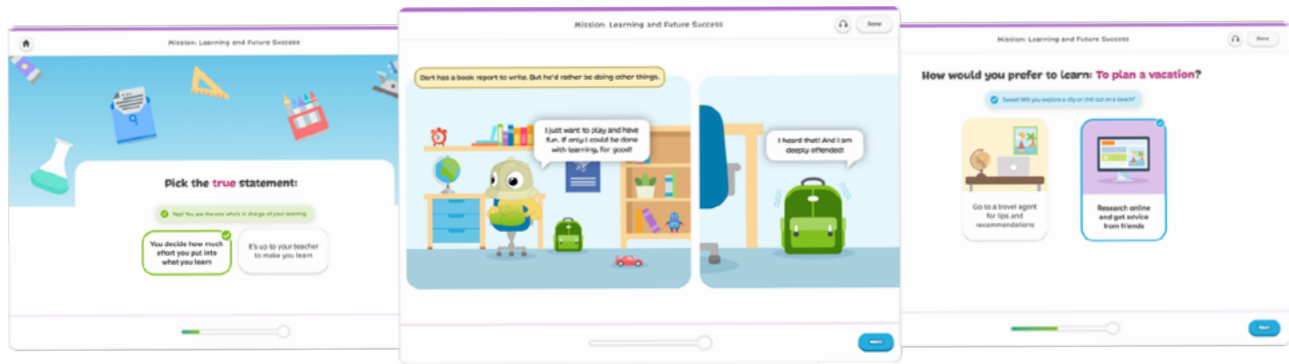 Mission: Learning and Future Success
Pick the true statement:
Yes! You are the one who's in charge of your learning.
You decide how much
effort you put into
what you learn
It's up to your teacher
to make you learn
Mission: Learning and Future Success
Done
Dart has a book report to write. But he'd rather be doing other things.
I just want to play and have
fun. If only I could be done
with learning, for good!
I heard that! And I am
deeply offended!
Next
Mission: Learning and Future Success
Done
How would you prefer to learn: To plan a vacation?
Sweet! Will you explore a city or chill out on a beach?
Go to a travel agent
for tips and
recommendations
Research online
and get advice
from friends
Next